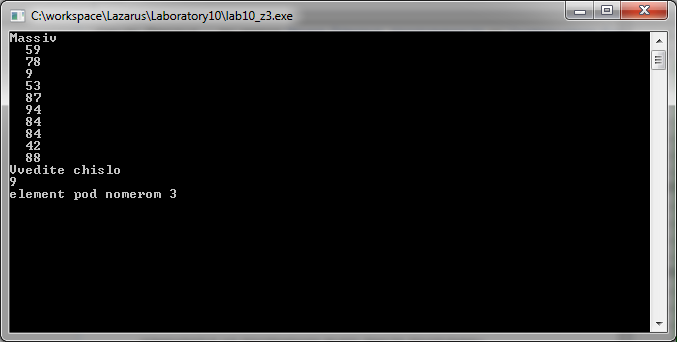 C:\workspace\Lazarus\Laboratory10\lab10_z3.exe
Massiv
59
78
9
53
87
94
84
84
42
88
Vvedite chislo
9
element pod nomerom 3